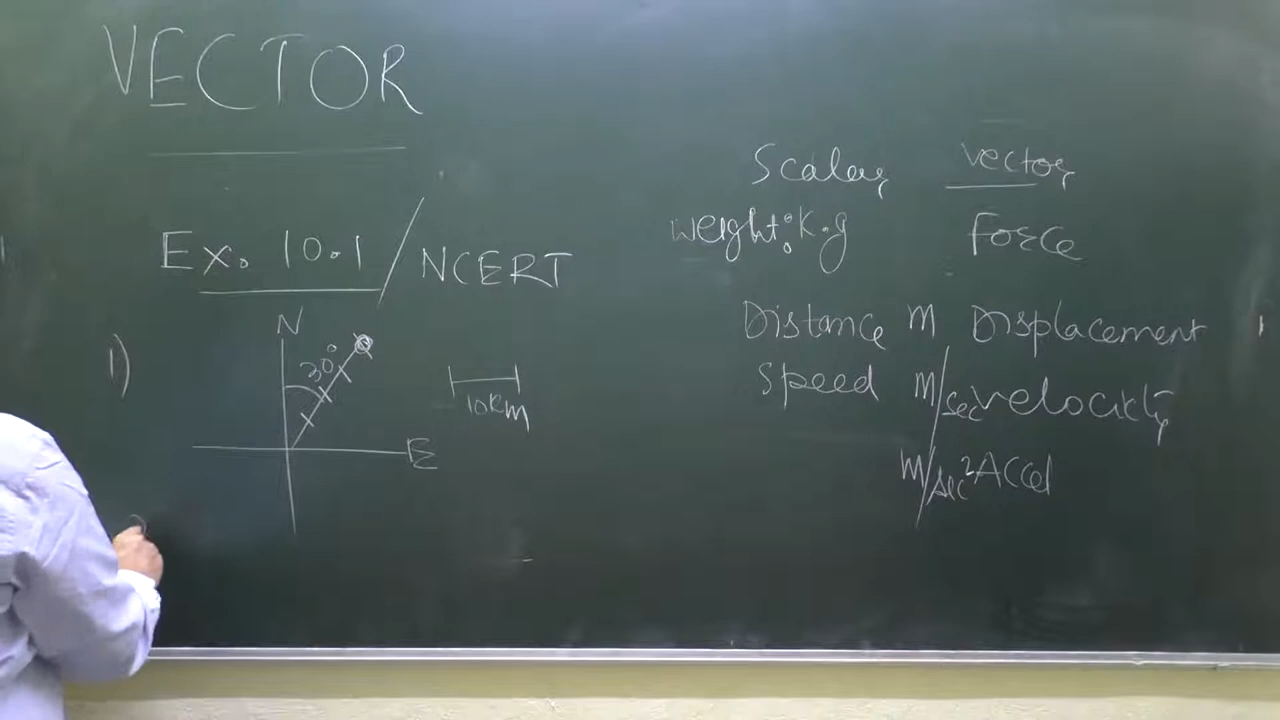 VECTOR
Ex. 10.1 / NCERT
1)
N
30°
E
10km
Scalar vector
weight: K.g Force
Distance m Displacement
Speed m/sec velocity
m/sec² Accel